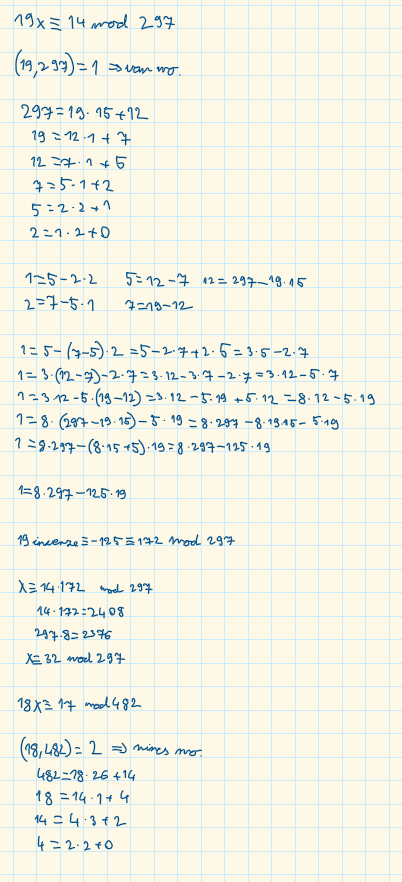 19x ≡ 14 mod 297
(19,297) = 1 ⇒ van mo.
297 = 19·15+12
19 = 12·1 + 7
12 = 7·1 + 5
7 = 5·1+2
5 = 2·2+1
2 = 1·2+0
1=5-2·2 5=12-7 12=297-19·15
2=7-5·1 7=19-12
1=5-(7-5)·2=5-2·7+2·5=3·5-2·7
1=3·(12-7)-2·7=3·12-3·7-2·7=3·12-5·7
1=3·12-5·(19-12)=3·12-5·19+5·12=8·12-5·19
1=8·(297-19·15)-5·19=8·297-8·19·15-5·19
1=8·297-(8·15+5)·19=8·297-125·19
1=8·297-125·19
19 inverze ≡ -125 ≡ 172 mod 297
x≡14·172 mod 297
14·172=2408
297·8=2376
x≡32 mod 297
18x≡17 mod 482
(18,482)= 2 ⇒ nincs mo.
482=18·26+14
18=14·1+4
14=4·3+2
4=2·2+0